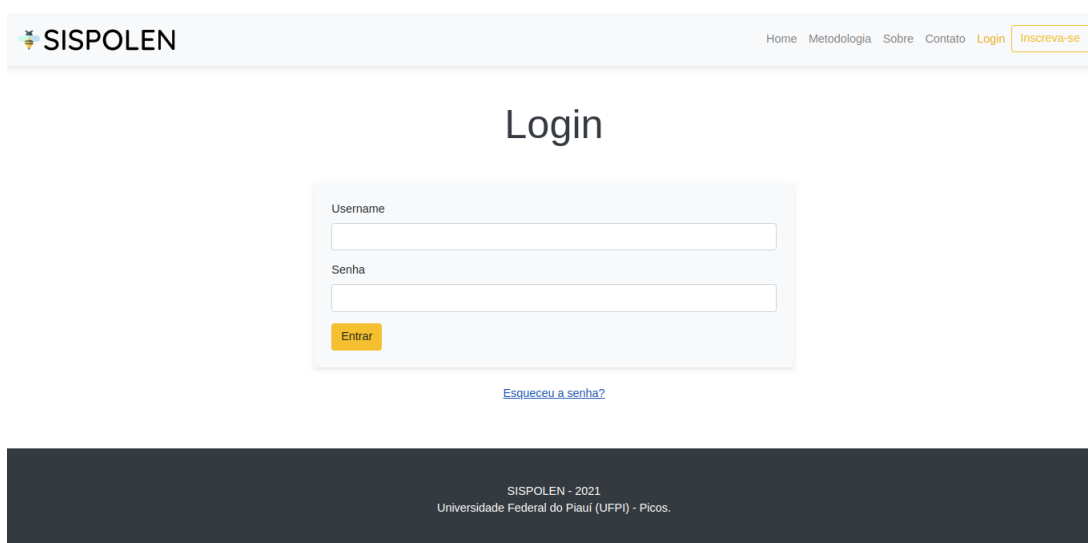 SISPOLEN
Home Metodologia Sobre Contato Login Inscreva-se
Login
Username
Senha
Entrar
Esqueceu a senha?
SISPOLEN - 2021
Universidade Federal do Piauí (UFPI) - Picos.